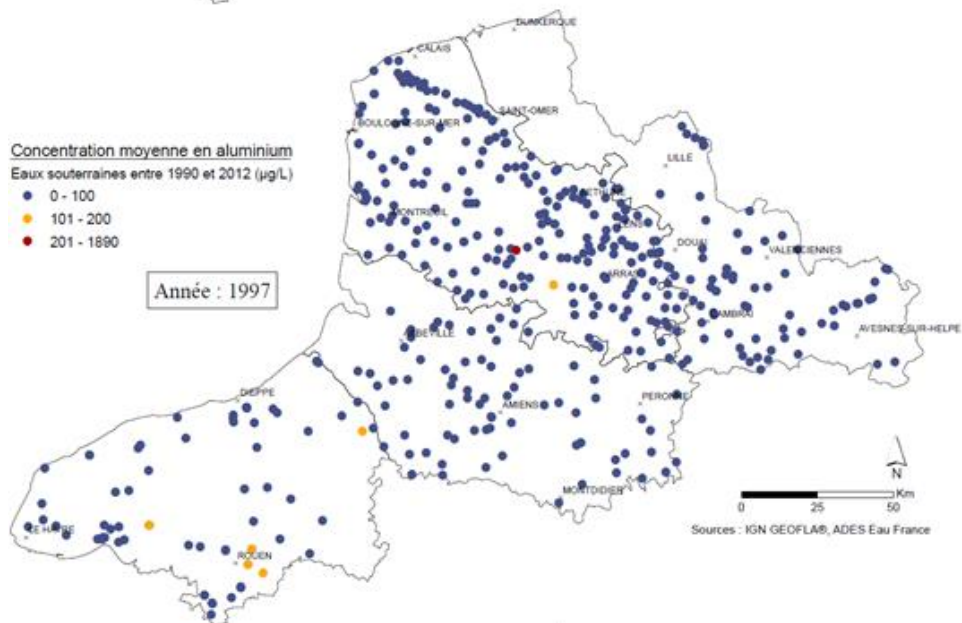 DUNKERQUE
CALAIS
SAINT-OMER
BOULOGNE-SUR-MER
Concentration moyenne en aluminium
Eaux souterraines entre 1990 et 2012 (µg/L)
0 - 100
101 - 200
201 - 1890
LILLE
BETHUNE
MONTREUIL
LENS
DOUAI
VALENCIENNES
ARRAS
Année : 1997
CAMBRAI
AVESNES-SUR-HELPE
ABBEVILLE
DIEPPE
AMIENS
PERONNE
MONTDIDIER
N
Km
0 25 50
Sources : IGN GEOFLA®, ADES Eau France
LE HAVRE
ROUEN